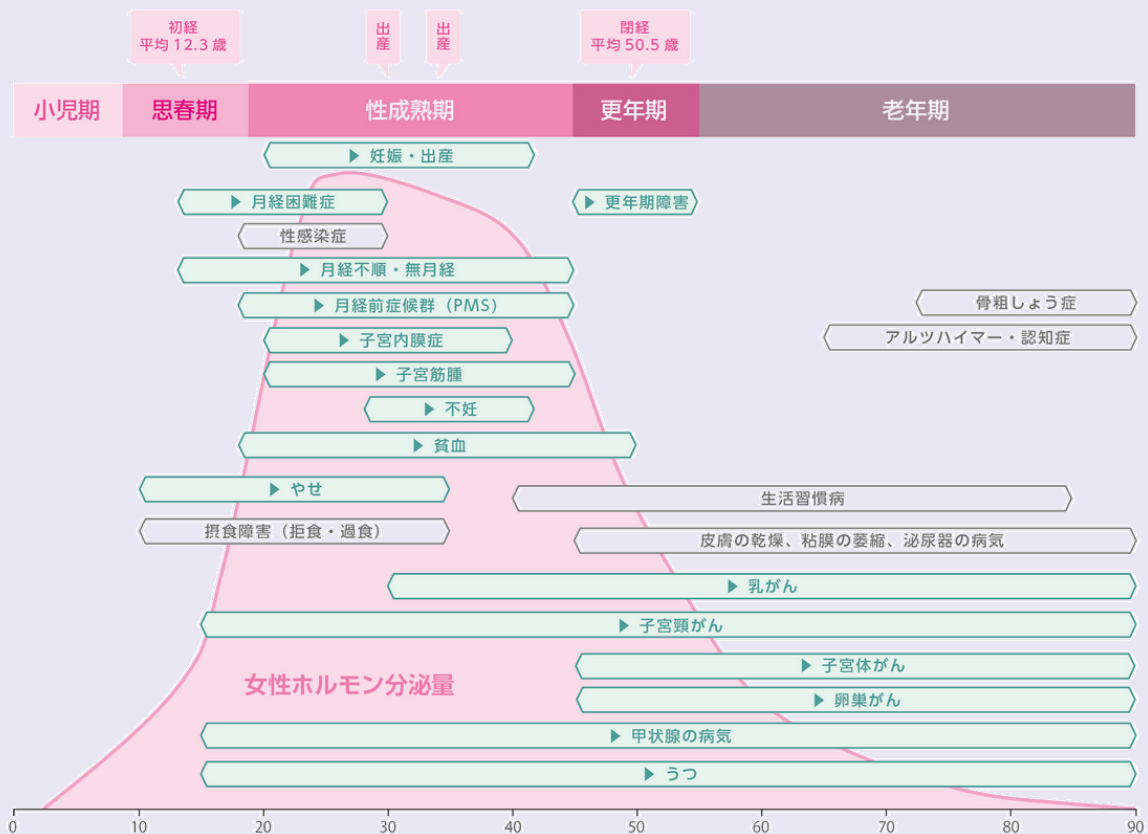 初経
平均 12.3 歳
出産
出産
閉経
平均 50.5 歳
小児期
思春期
性成熟期
更年期
老年期
▶ 妊娠・出産
▶ 月経困難症
▶ 更年期障害
性感染症
▶ 月経不順・無月経
▶ 月経前症候群（PMS）
骨粗しょう症
▶ 子宮内膜症
アルツハイマー・認知症
▶ 子宮筋腫
▶ 不妊
▶ 貧血
▶ やせ
生活習慣病
摂食障害（拒食・過食）
皮膚の乾燥、粘膜の萎縮、泌尿器の病気
▶ 乳がん
▶ 子宮頸がん
▶ 子宮体がん
女性ホルモン分泌量
▶ 卵巣がん
▶ 甲状腺の病気
▶ うつ
0 10 20 30 40 50 60 70 80 90